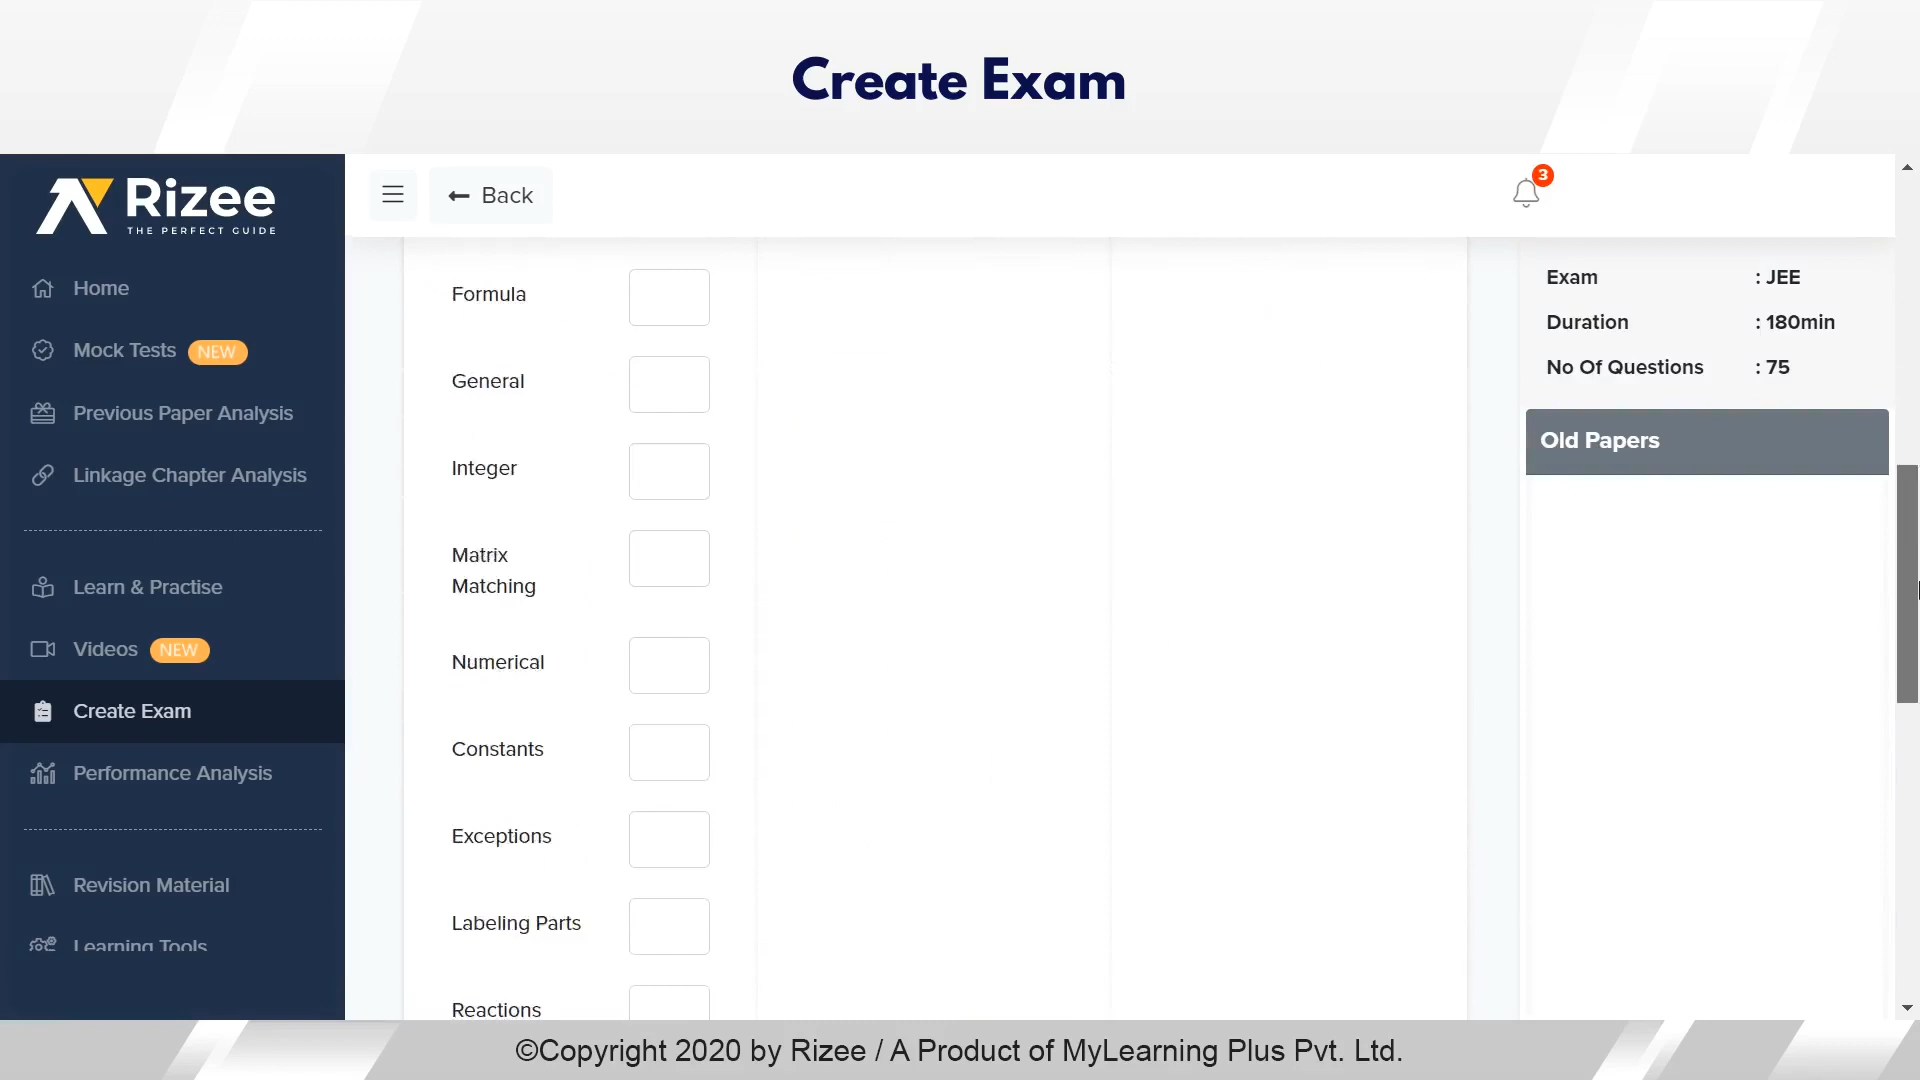 Create Exam
Rizee
THE PERFECT GUIDE
Back
3
Home
Mock Tests NEW
Previous Paper Analysis
Linkage Chapter Analysis
Learn & Practise
Videos NEW
Create Exam
Performance Analysis
Revision Material
Learning Tools
Formula
General
Integer
Matrix
Matching
Numerical
Constants
Exceptions
Labeling Parts
Reactions
Exam : JEE
Duration : 180min
No Of Questions : 75
Old Papers
©Copyright 2020 by Rizee / A Product of MyLearning Plus Pvt. Ltd.